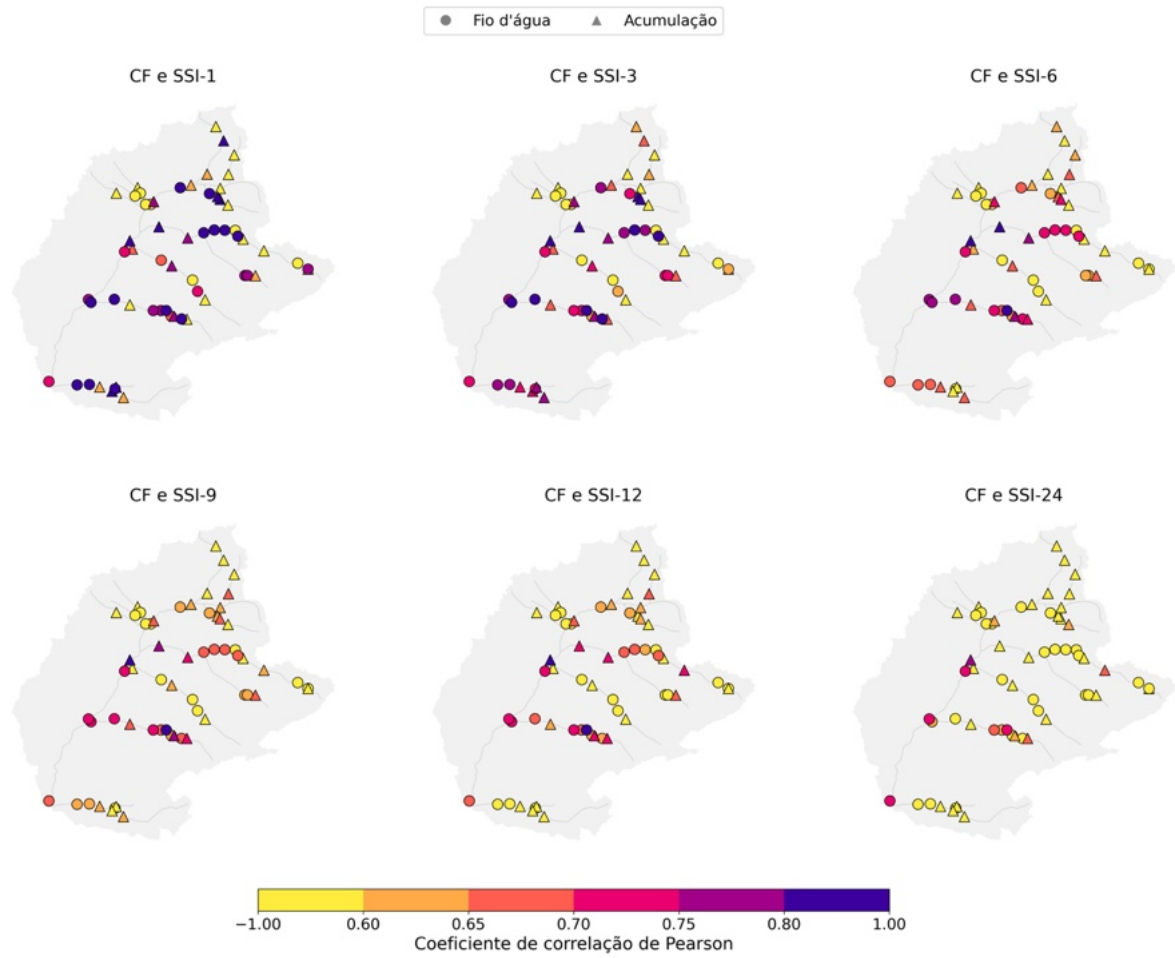 Fio d'água Acumulação
CF e SSI-1 CF e SSI-3 CF e SSI-6
CF e SSI-9 CF e SSI-12 CF e SSI-24
−1.00 0.60 0.65 0.70 0.75 0.80 1.00
Coeficiente de correlação de Pearson